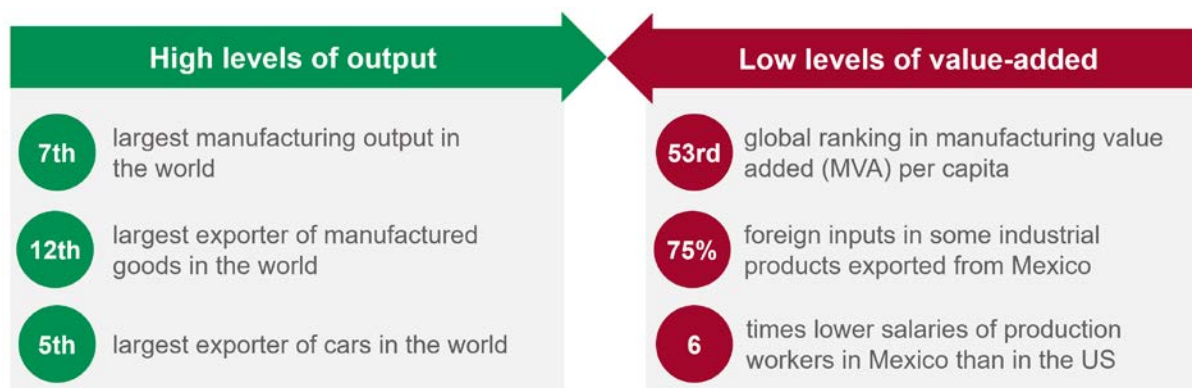 High levels of output
7th
largest manufacturing output in
the world
12th
largest exporter of manufactured
goods in the world
5th
largest exporter of cars in the world
Low levels of value-added
53rd
global ranking in manufacturing value
added (MVA) per capita
75%
foreign inputs in some industrial
products exported from Mexico
6
times lower salaries of production
workers in Mexico than in the US